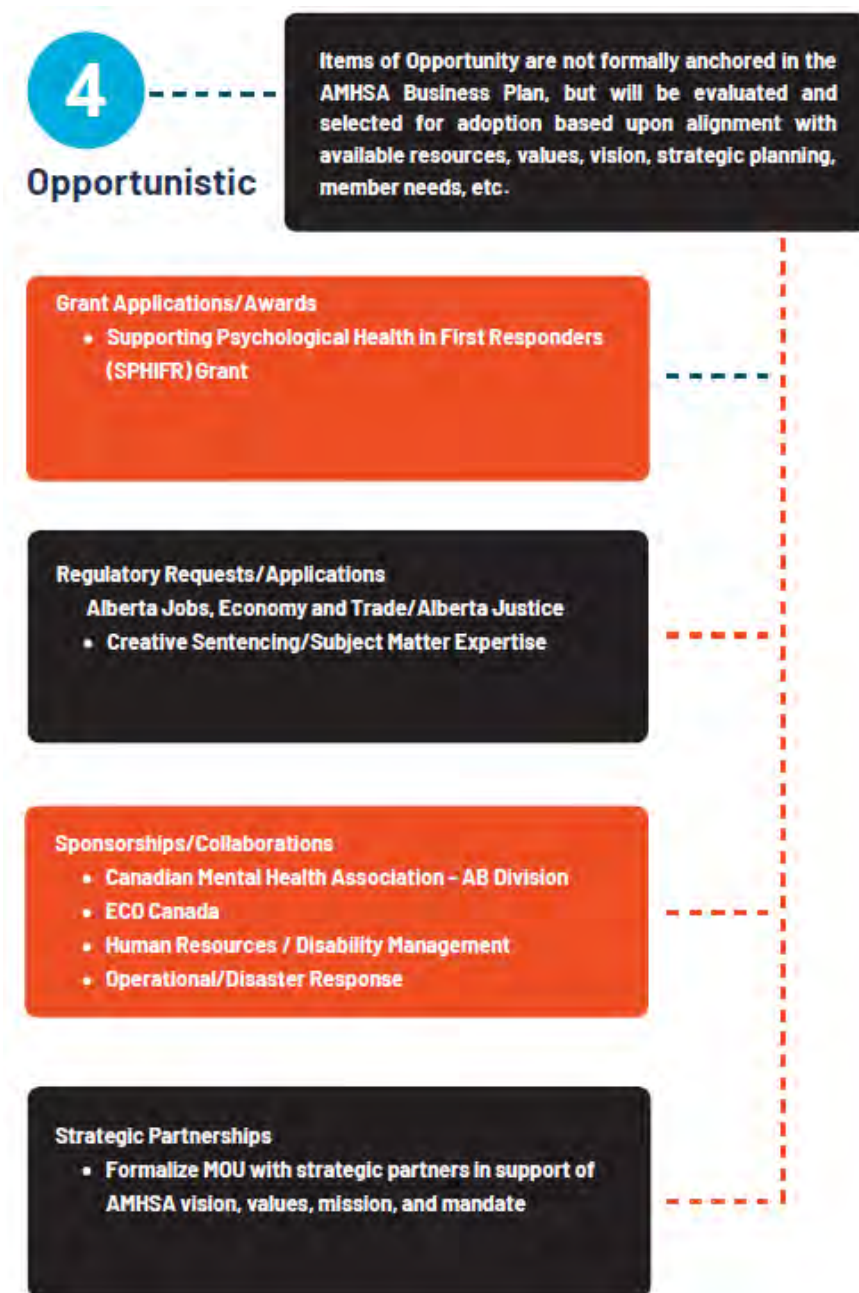 4
Opportunistic
Items of Opportunity are not formally anchored in the
AMHSA Business Plan, but will be evaluated and
selected for adoption based upon alignment with
available resources, values, vision, strategic planning,
member needs, etc.
Grant Applications/Awards
• Supporting Psychological Health in First Responders
(SPHIFR) Grant
Regulatory Requests/Applications
Alberta Jobs, Economy and Trade/Alberta Justice
• Creative Sentencing/Subject Matter Expertise
Sponsorships/Collaborations
• Canadian Mental Health Association - AB Division
• ECO Canada
• Human Resources / Disability Management
• Operational/Disaster Response
Strategic Partnerships
• Formalize MOU with strategic partners in support of
AMHSA vision, values, mission, and mandate